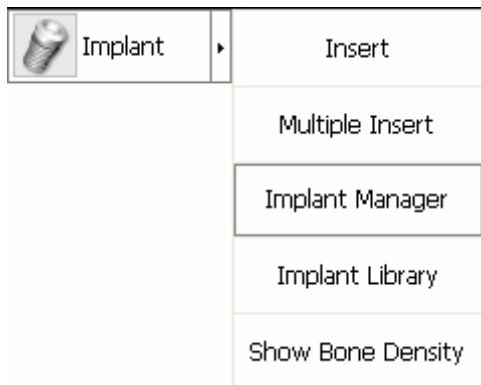 Implant
Insert
Multiple Insert
Implant Manager
Implant Library
Show Bone Density